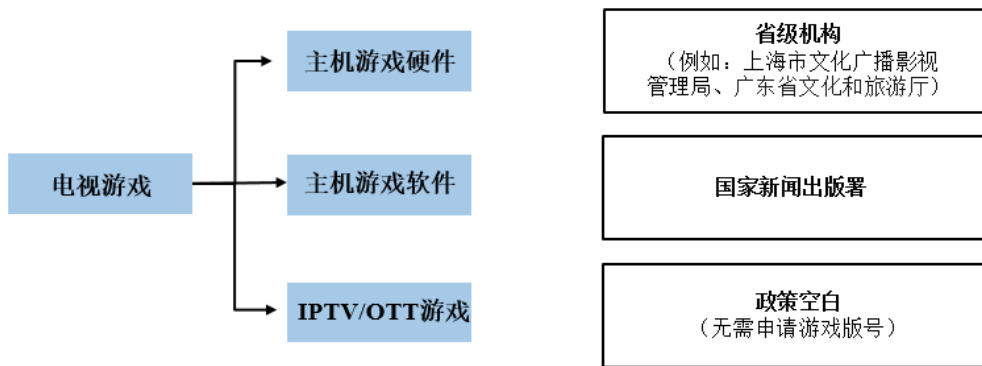 主机游戏硬件
省级机构
（例如：上海市文化广播影视
管理局、广东省文化和旅游厅）
电视游戏
主机游戏软件
国家新闻出版署
IPTV/OTT游戏
政策空白
（无需申请游戏版号）